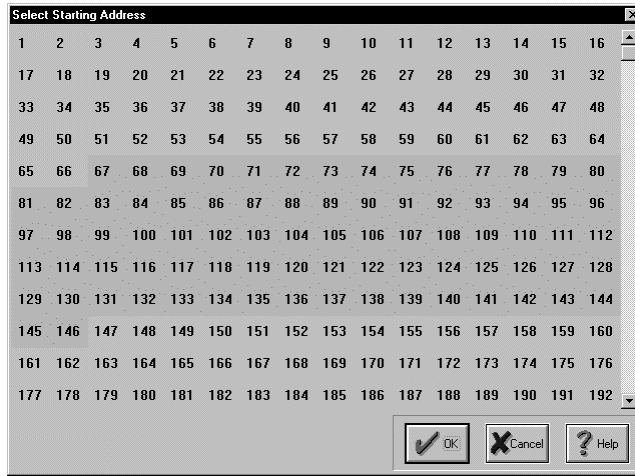 Select Starting Address
1 2 3 4 5 6 7 8 9 10 11 12 13 14 15 16
17 18 19 20 21 22 23 24 25 26 27 28 29 30 31 32
33 34 35 36 37 38 39 40 41 42 43 44 45 46 47 48
49 50 51 52 53 54 55 56 57 58 59 60 61 62 63 64
65 66 67 68 69 70 71 72 73 74 75 76 77 78 79 80
81 82 83 84 85 86 87 88 89 90 91 92 93 94 95 96
97 98 99 100 101 102 103 104 105 106 107 108 109 110 111 112
113 114 115 116 117 118 119 120 121 122 123 124 125 126 127 128
129 130 131 132 133 134 135 136 137 138 139 140 141 142 143 144
145 146 147 148 149 150 151 152 153 154 155 156 157 158 159 160
161 162 163 164 165 166 167 168 169 170 171 172 173 174 175 176
177 178 179 180 181 182 183 184 185 186 187 188 189 190 191 192
OK Cancel Help